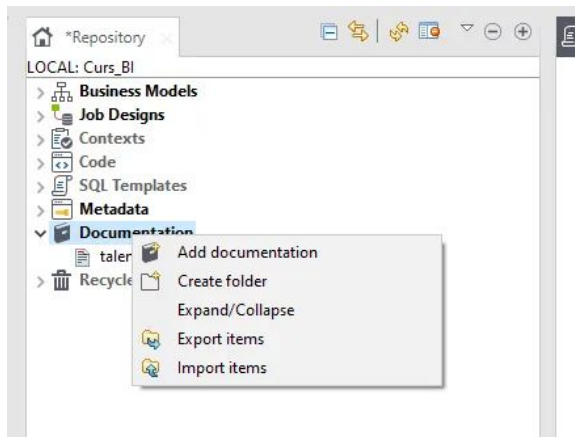 *Repository
LOCAL: Curs_BI
Business Models
Job Designs
Contexts
Code
SQL Templates
Metadata
Documentation
Add documentation
Create folder
Expand/Collapse
Export items
Import items